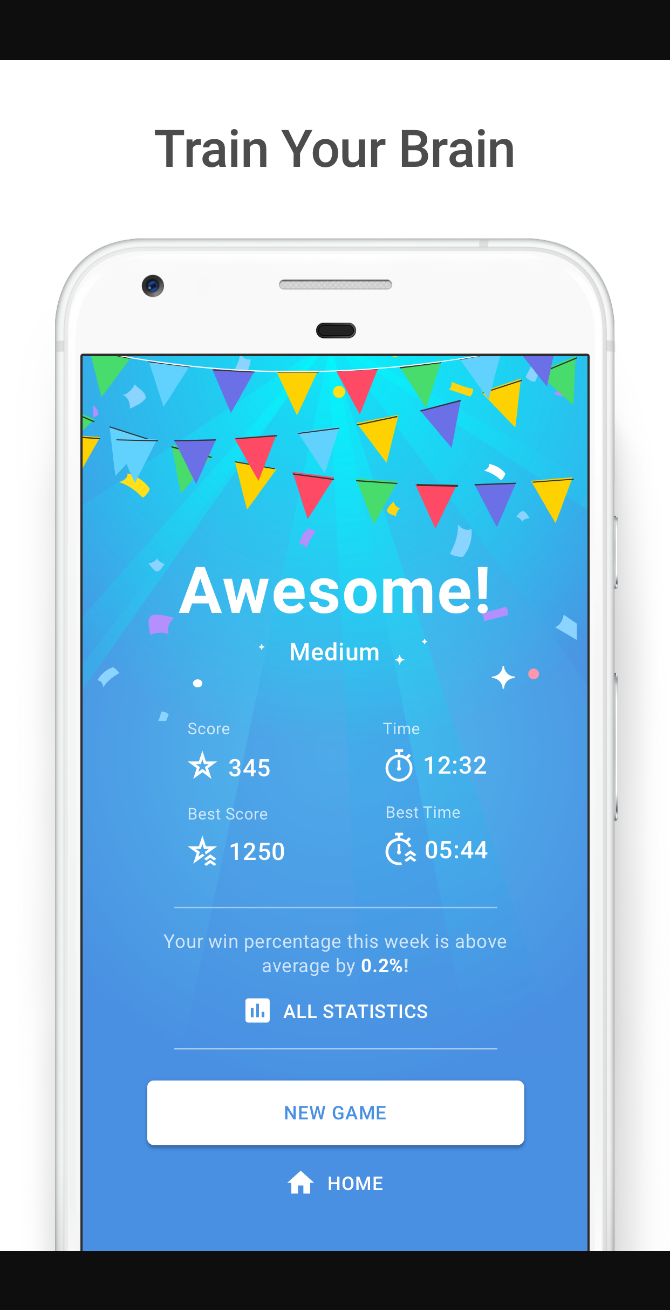 Train Your Brain
Awesome!
Medium
Score
Time
345
12:32
Best Score
Best Time
1250
05:44
Your win percentage this week is above
average by 0.2%!
ALL STATISTICS
NEW GAME
HOME